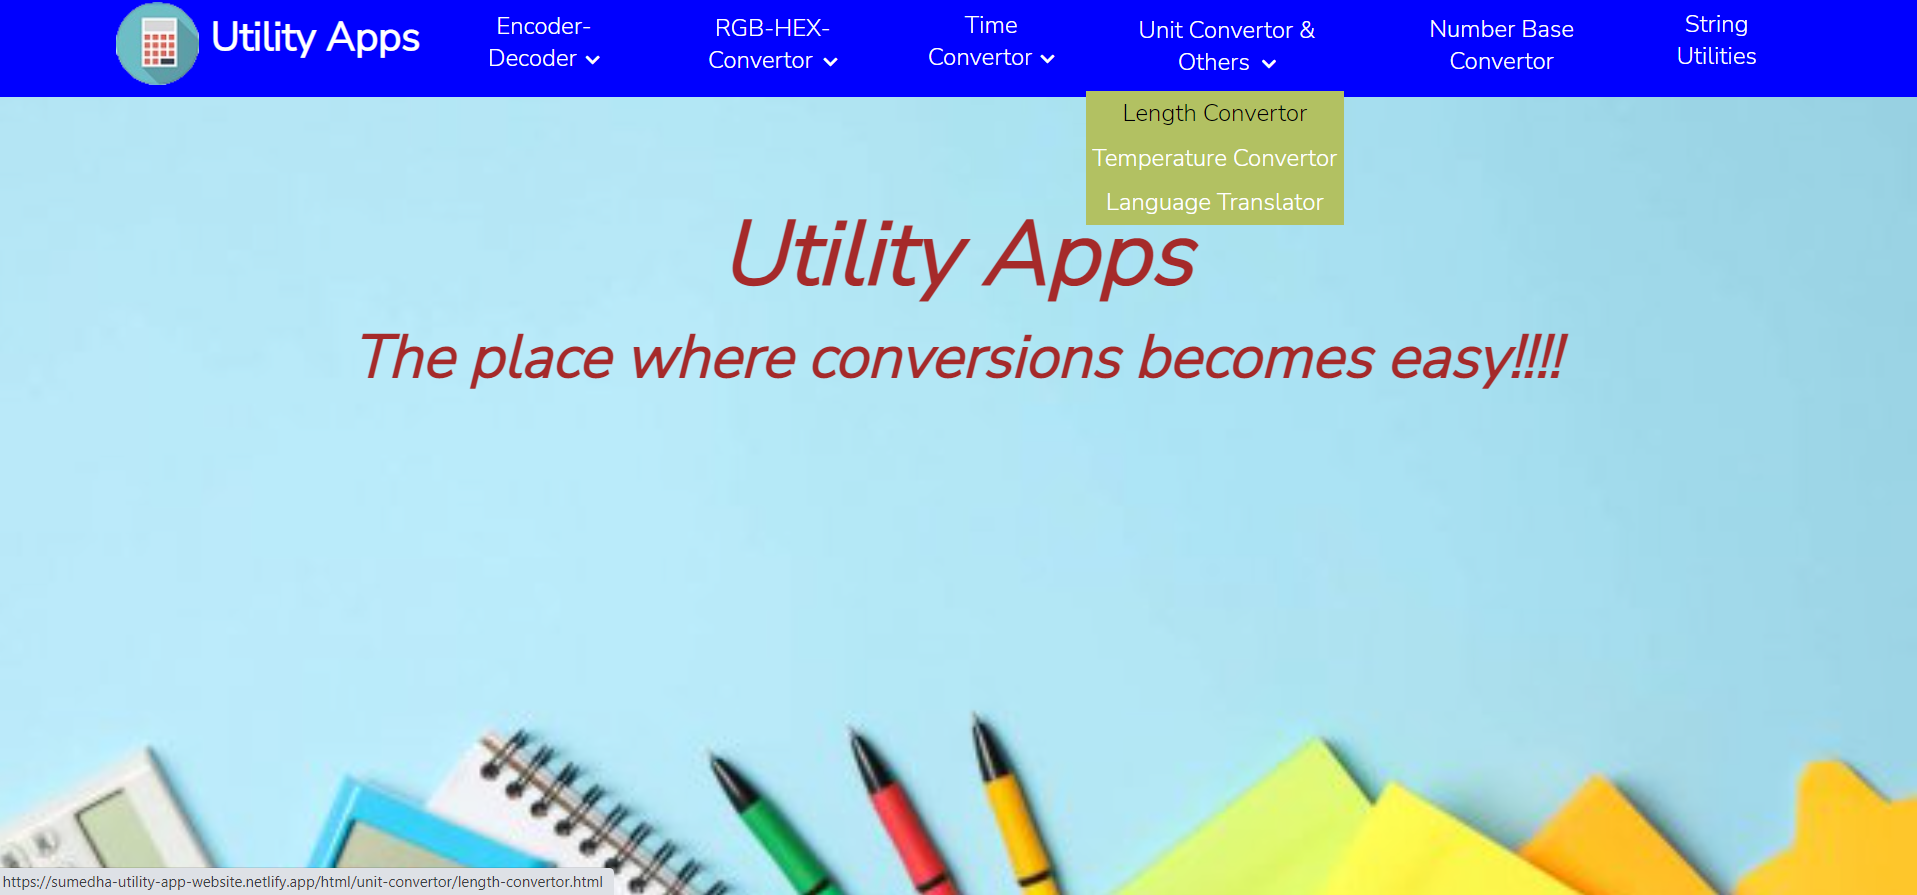 Utility Apps
Encoder-
Decoder
RGB-HEX-
Convertor
Time
Convertor
Unit Convertor &
Others
Number Base
Convertor
String
Utilities
Length Convertor
Temperature Convertor
Language Translator
Utility Apps
The place where conversions becomes easy!!!!
https://sumedha-utility-app-website.netlify.app/html/unit-convertor/length-convertor.html